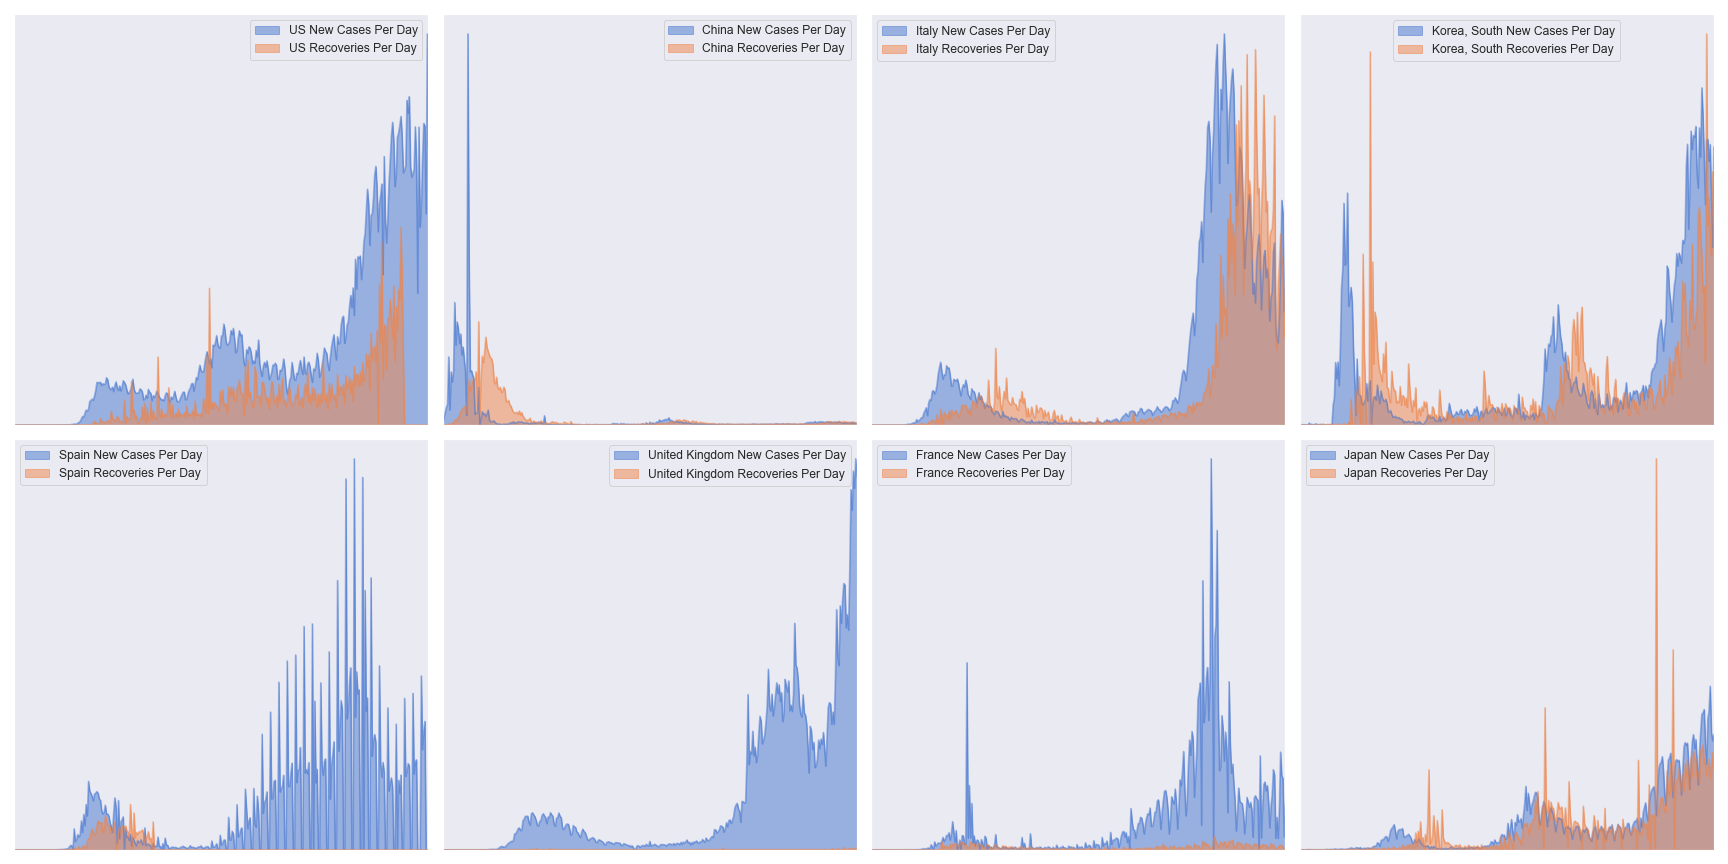 US New Cases Per Day
US Recoveries Per Day
China New Cases Per Day
China Recoveries Per Day
Italy New Cases Per Day
Italy Recoveries Per Day
Korea, South New Cases Per Day
Korea, South Recoveries Per Day
Spain New Cases Per Day
Spain Recoveries Per Day
United Kingdom New Cases Per Day
United Kingdom Recoveries Per Day
France New Cases Per Day
France Recoveries Per Day
Japan New Cases Per Day
Japan Recoveries Per Day